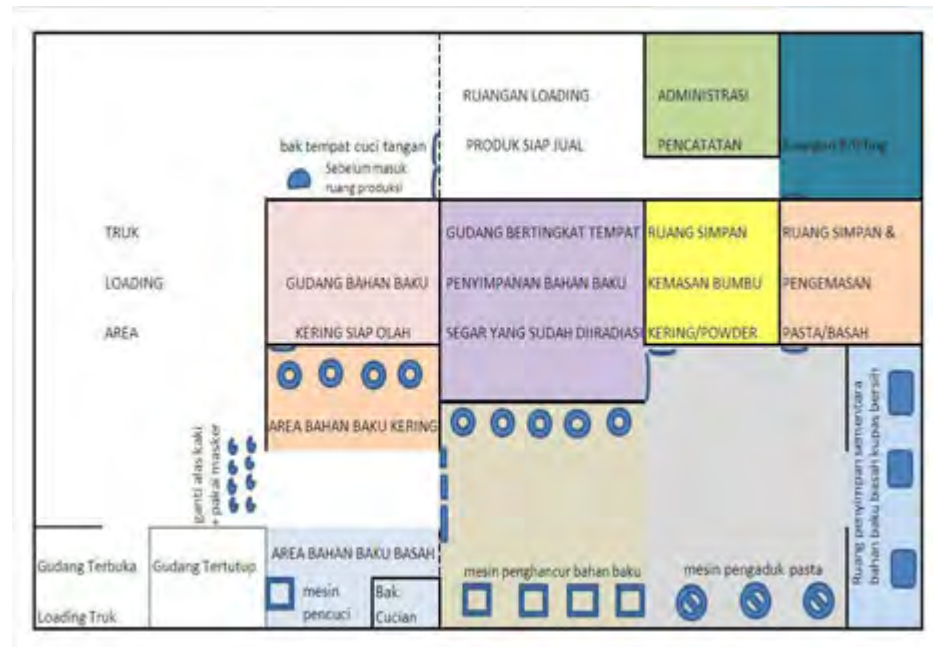 RUANGAN LOADING
PRODUK SIAP JUAL
ADMINISTRASI
PENCATATAN
bak tempat cuci tangan
Sebelum masuk
ruang produksi
TRUK
LOADING
AREA
GUDANG BAHAN BAKU
KERING SIAP OLAH
GUDANG BERTINGKAT TEMPAT
PENYIMPANAN BAHAN BAKU
SEGAR YANG SUDAH DIIRADIASI
RUANG SIMPAN
KEMASAN BUMBU
KERING/POWDER
RUANG SIMPAN &
PENGEMASAN
PASTA/BASAH
AREA BAHAN BAKU KERING
ganti alas kaki
+ pakai masker
Ruang penyimpan sementara
bahan baku basah kupas bersih
Gudang Terbuka
Loading Truk
Gudang Tertutup
AREA BAHAN BAKU BASAH
mesin
pencuci
Bak
Cucian
mesin penghancur bahan baku
mesin pengaduk pasta